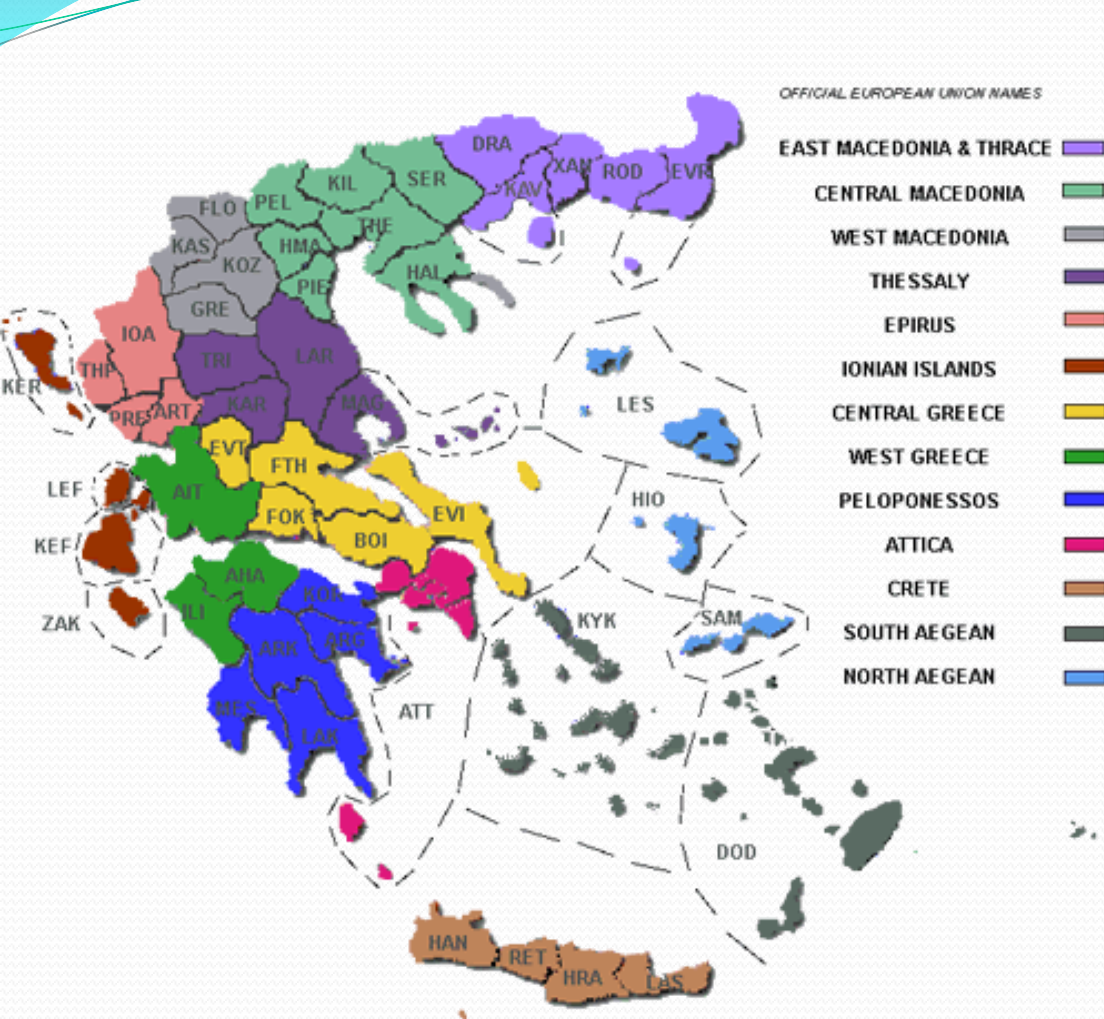 OFFICIAL EUROPEAN UNION NAMES
EAST MACEDONIA & THRACE
CENTRAL MACEDONIA
WEST MACEDONIA
THESSALY
EPIRUS
IONIAN ISLANDS
CENTRAL GREECE
WEST GREECE
PELOPONESSOS
ATTICA
CRETE
SOUTH AEGEAN
NORTH AEGEAN
DRA
XAN
ROD
EVR
KAV
SER
KIL
PEL
FLO
THE
KAS
HMA
KOZ
HAL
PIE
GRE
IOA
TRI
LAR
THP
KER
KAR
MAG
LES
PRE
ART
EVT
FTH
AIT
LEF
HIO
FOK
EVI
BOI
KEF
AHA
KOR
ILI
ZAK
KYK
SAM
ARG
ARK
MES
ATT
LAK
DOD
HAN
RET
HRA
LAS